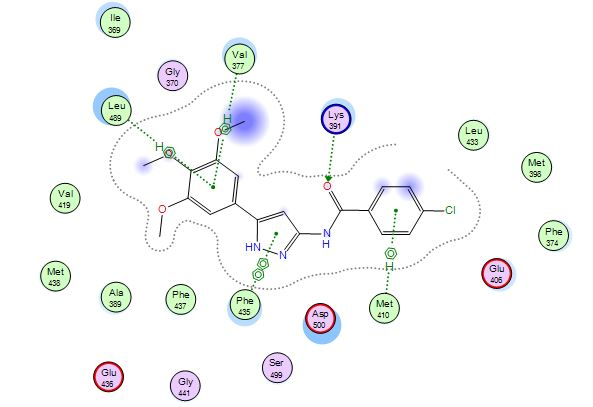 Ile
369
Val
377
Gly
370
Leu
489
H
O
Lys
391
H
O
Leu
433
O
Met
398
Val
419
O
Cl
Phe
374
HN
N
N
H
H
Glu
406
Met
438
Ala
389
Phe
437
Phe
435
Met
410
Asp
500
Ser
499
Glu
436
Gly
441